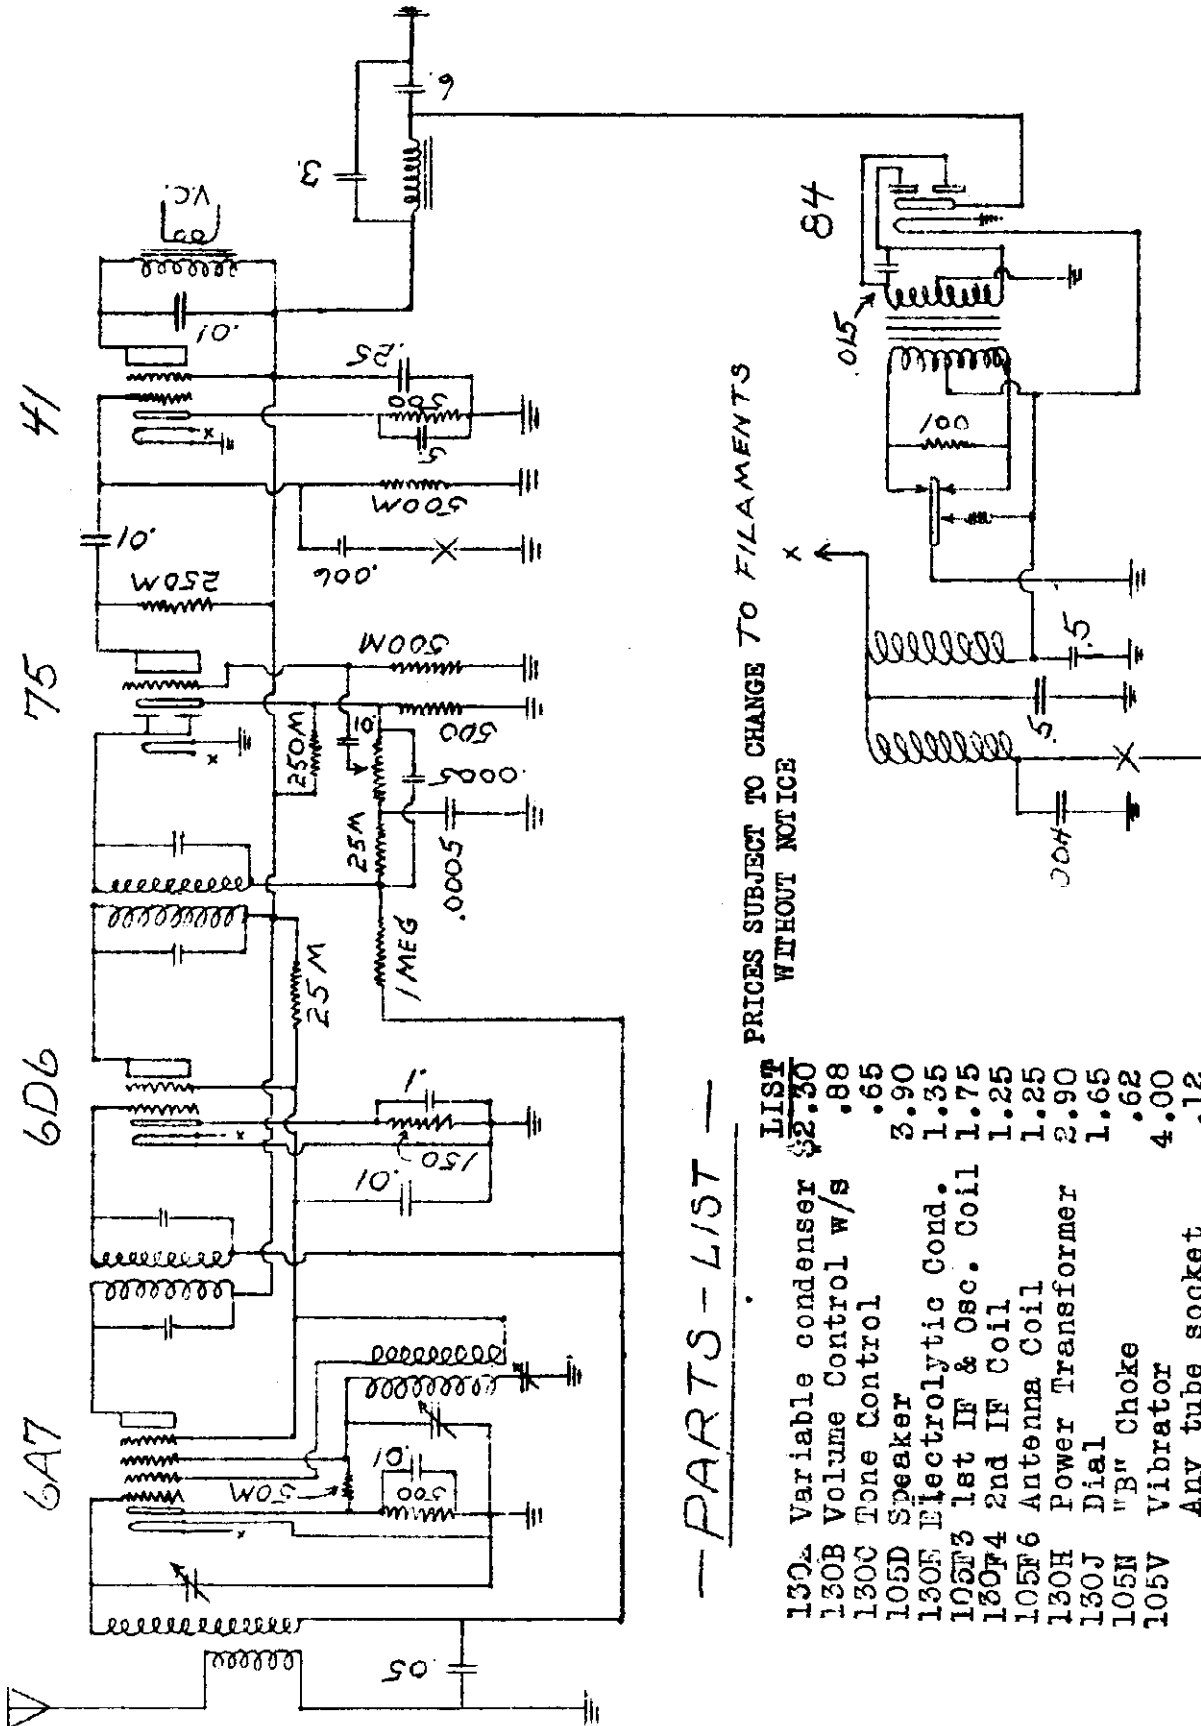 6A7
6D6
75
41
V.C.
.01
.01
250M
.25
500
5.
500M
.006
3.
6.
500M
500
250M
.01
.0005
25M
.0005
1 MEG
25M
.1
150
.01
50M
.01
500
.05
x
x
x
x
84
.015
100
X
.5
.5
— PARTS - LIST —
PRICES SUBJECT TO CHANGE TO FILAMENTS
WITHOUT NOTICE
LIST
130A Variable condenser $2.30
130B Volume Control w/s .88
130C Tone Control .65
105D Speaker 3.90
130E Electrolytic Cond. 1.35
105F3 1st IF & Osc. Coil 1.75
130F4 2nd IF Coil 1.25
105F6 Antenna Coil 1.25
130H Power Transformer 2.90
130J Dial 1.65
105N "B" Choke .62
105V Vibrator 4.00
Any tube socket .12